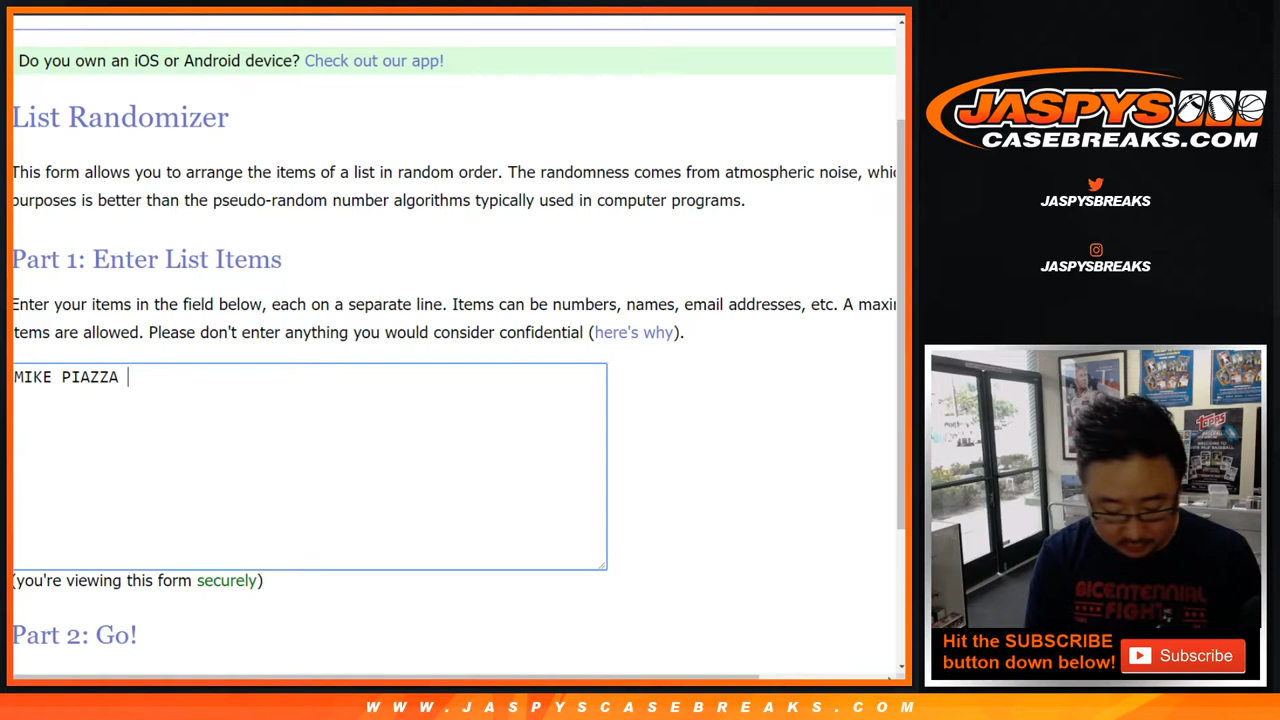 Do you own an iOS or Android device? Check out our app!
List Randomizer
This form allows you to arrange the items of a list in random order. The randomness comes from atmospheric noise, whic
purposes is better than the pseudo-random number algorithms typically used in computer programs.
Part 1: Enter List Items
Enter your items in the field below, each on a separate line. Items can be numbers, names, email addresses, etc. A maxi
items are allowed. Please don't enter anything you would consider confidential (here's why).
MIKE PIAZZA
(you're viewing this form securely)
Part 2: Go!
JASPYS
CASEBREAKS.COM
JASPYSBREAKS
JASPYSBREAKS
topps
BICENTENNIAL
FIGHT
Hit the SUBSCRIBE
button down below!
Subscribe
WWW.JASPYSCASEBREAKS.COM